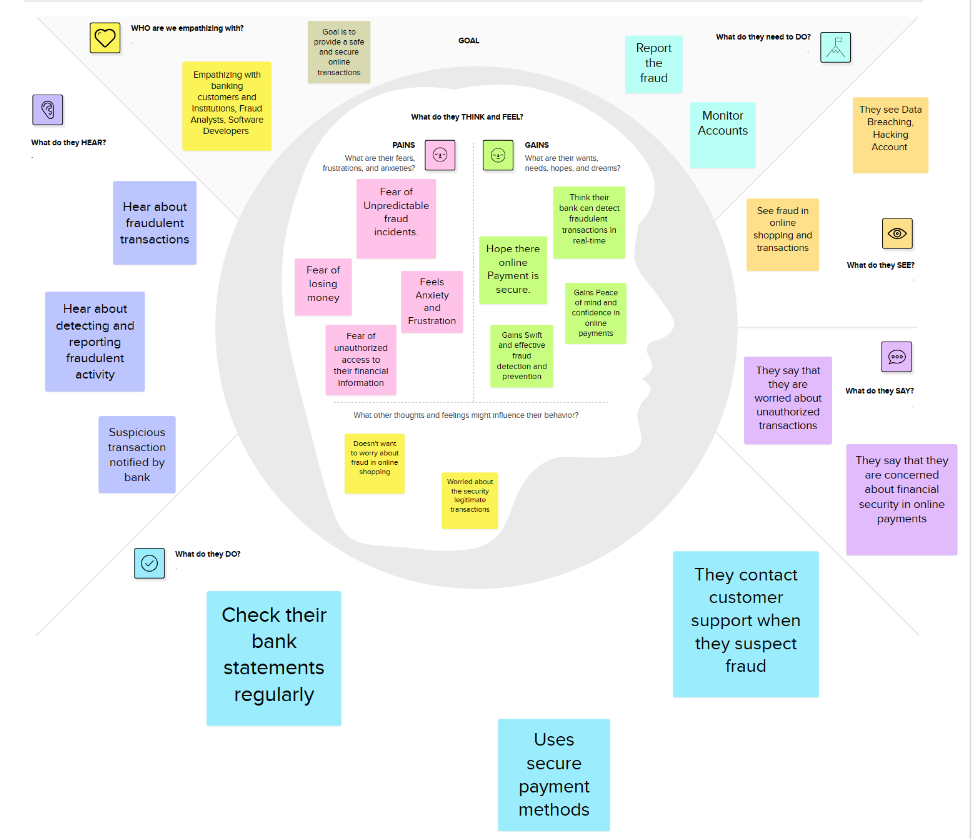 WHO are we empathizing with?
Empathizing with
banking
customers and
Institutions, Fraud
Analysts, Software
Developers
Goal is to
provide a safe
and secure
online
transactions
GOAL
What do they need to DO?
Report
the
fraud
Monitor
Accounts
What do they HEAR?
Hear about
fraudulent
transactions
Hear about
detecting and
reporting
fraudulent
activity
Suspicious
transaction
notified by
bank
What do they THINK and FEEL?
PAINS
What are their fears,
frustrations, and anxieties?
Fear of
Unpredictable
fraud
incidents.
Fear of
losing
money
Feels
Anxiety
and
Frustration
Fear of
unauthorized
access to
their financial
information
GAINS
What are their wants,
needs, hopes, and dreams?
Think their
bank can detect
fraudulent
transactions in
real-time
Hope there
online
Payment is
secure.
Gains Peace
of mind and
confidence in
online
payments
Gains Swift
and effective
fraud
detection and
prevention
What other thoughts and feelings might influence their behavior?
Doesn't want
to worry about
fraud in online
shopping
Worried about
the security
legitimate
transactions
They see Data
Breaching,
Hacking
Account
See fraud in
online
shopping and
transactions
What do they SEE?
What do they SAY?
They say that
they are
worried about
unauthorized
transactions
They say that they
are concerned
about financial
security in online
payments
What do they DO?
Check their
bank
statements
regularly
They contact
customer
support when
they suspect
fraud
Uses
secure
payment
methods